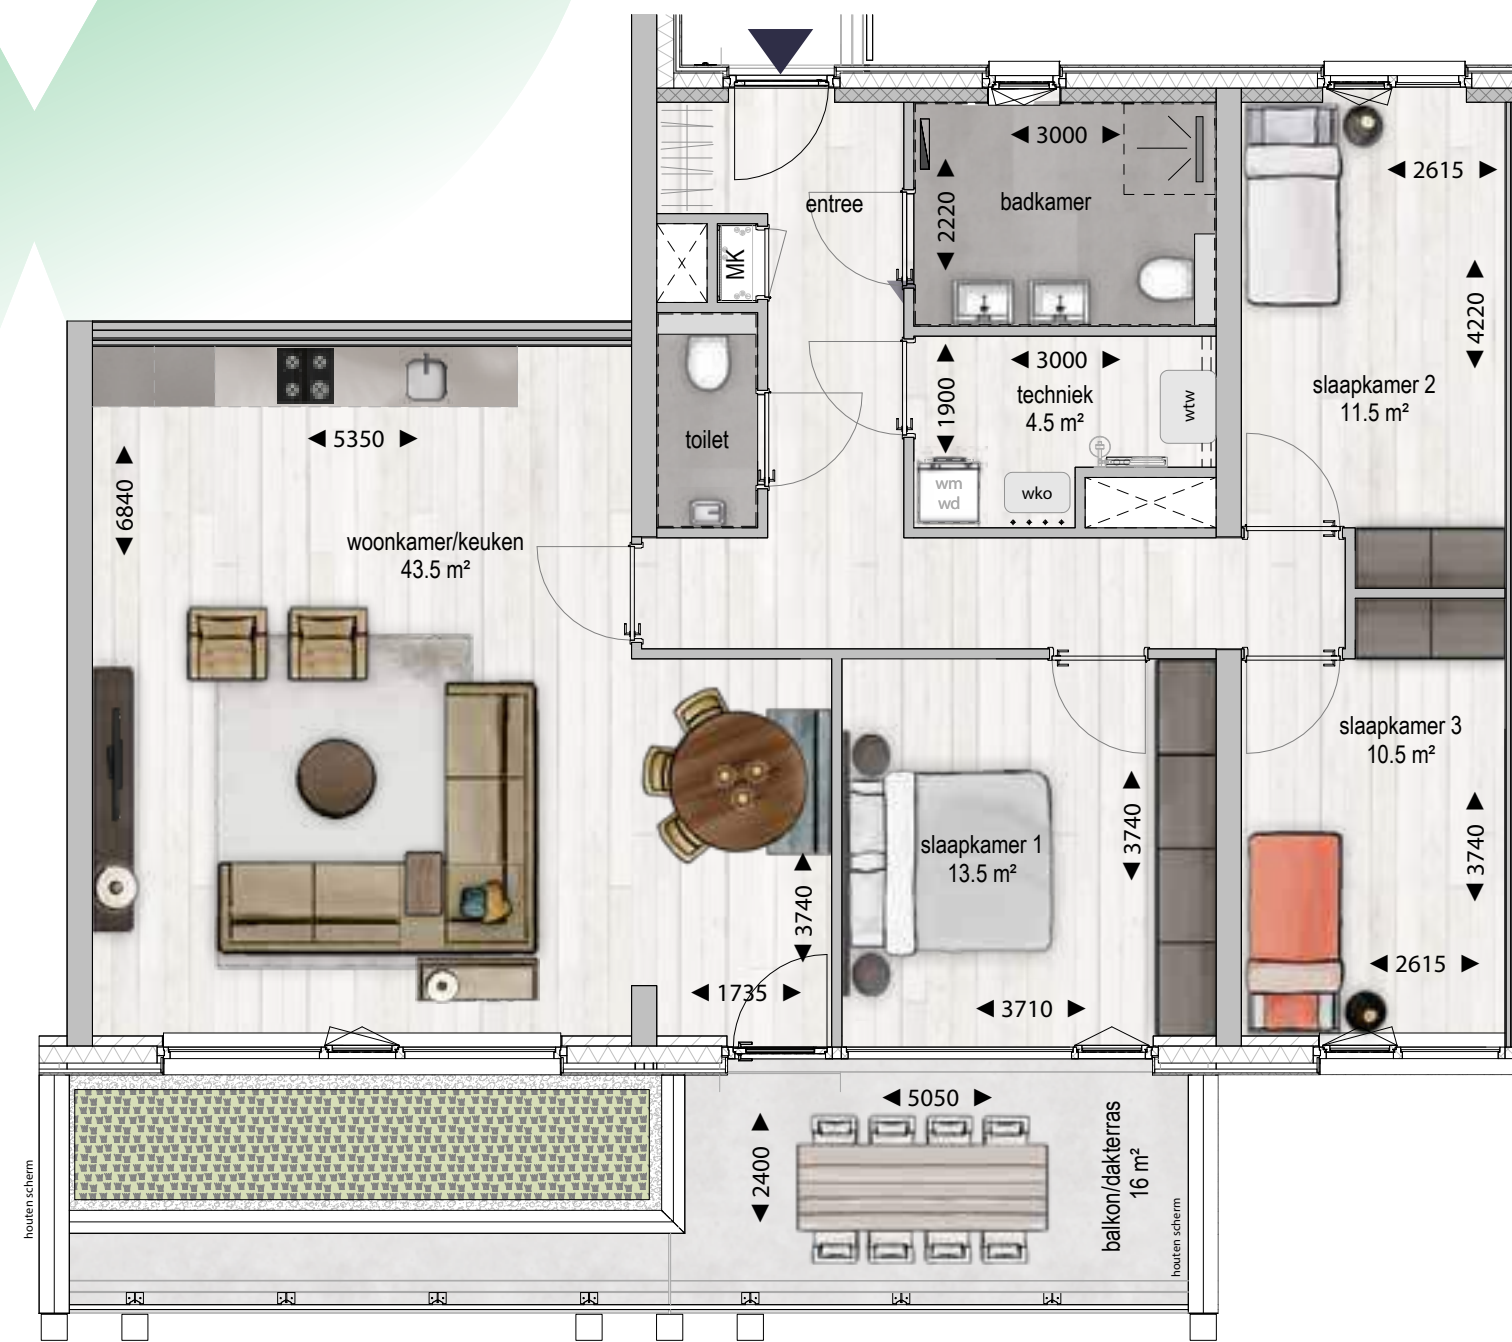 3000
2615
2220
entree
badkamer
MK
4220
5350
toilet
1900
3000
techniek
4.5 m²
wtw
slaapkamer 2
11.5 m²
6840
wm
wd
wko
woonkamer/keuken
43.5 m²
slaapkamer 3
10.5 m²
slaapkamer 1
13.5 m²
3740
3740
3740
1735
3710
2615
5050
2400
balkon/dakterras
16 m²
houten scherm
houten scherm